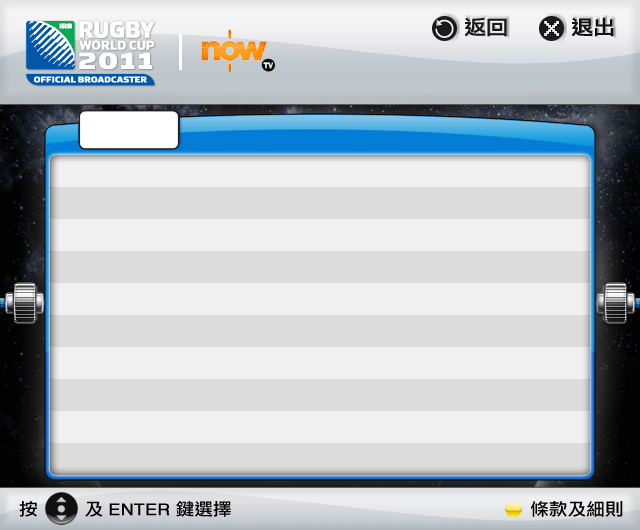 IRB
RUGBY
WORLD CUP
2011
OFFICIAL BROADCASTER
now
TV
返回
退出
按 及 ENTER 鍵選擇
條款及細則